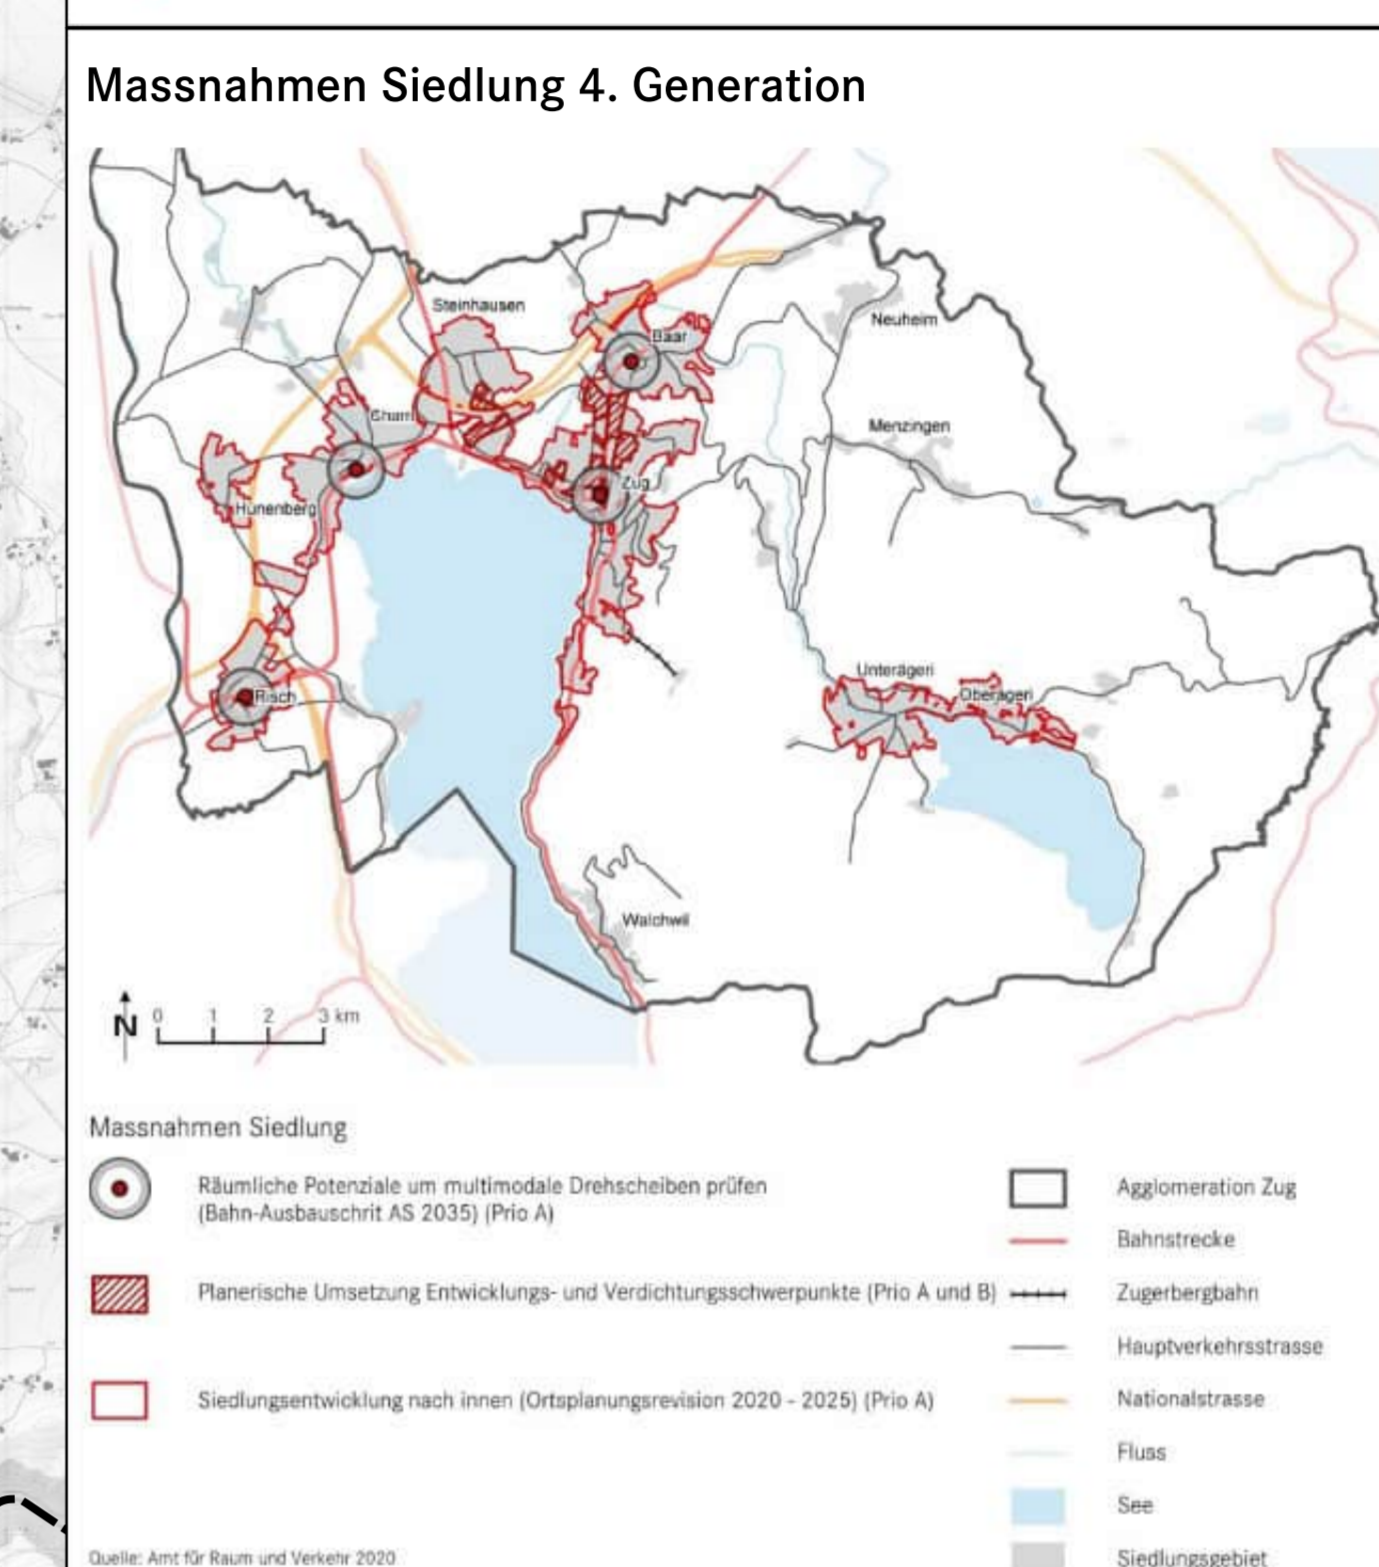 Massnahmen Siedlung 4. Generation
Steinhausen
Baar
Neuheim
Cham
Menzingen
Zug
Hünenberg
Unterägeri
Oberägeri
Risch
Walchwil
N
0 1 2 3 km
Massnahmen Siedlung
Räumliche Potenziale um multimodale Drehscheiben prüfen
(Bahn-Ausbauschrit AS 2035) (Prio A)
Planerische Umsetzung Entwicklungs- und Verdichtungsschwerpunkte (Prio A und B)
Siedlungsentwicklung nach innen (Ortsplanungsrevision 2020 - 2025) (Prio A)
Agglomeration Zug
Bahnstrecke
Zugerbergbahn
Hauptverkehrsstrasse
Nationalstrasse
Fluss
See
Siedlungsgebiet
Quelle: Amt für Raum und Verkehr 2020